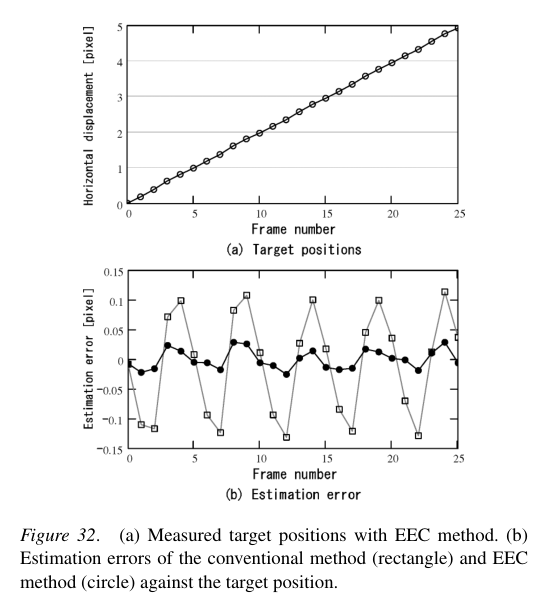 5
4
3
2
1
0
Horizontal displacement [pixel]
0 5 10 15 20 25
Frame number
(a) Target positions
0.15
0.1
0.05
0
−0.05
−0.1
−0.15
Estimation error [pixel]
0 5 10 15 20 25
Frame number
(b) Estimation error
Figure 32. (a) Measured target positions with EEC method. (b)
Estimation errors of the conventional method (rectangle) and EEC
method (circle) against the target position.